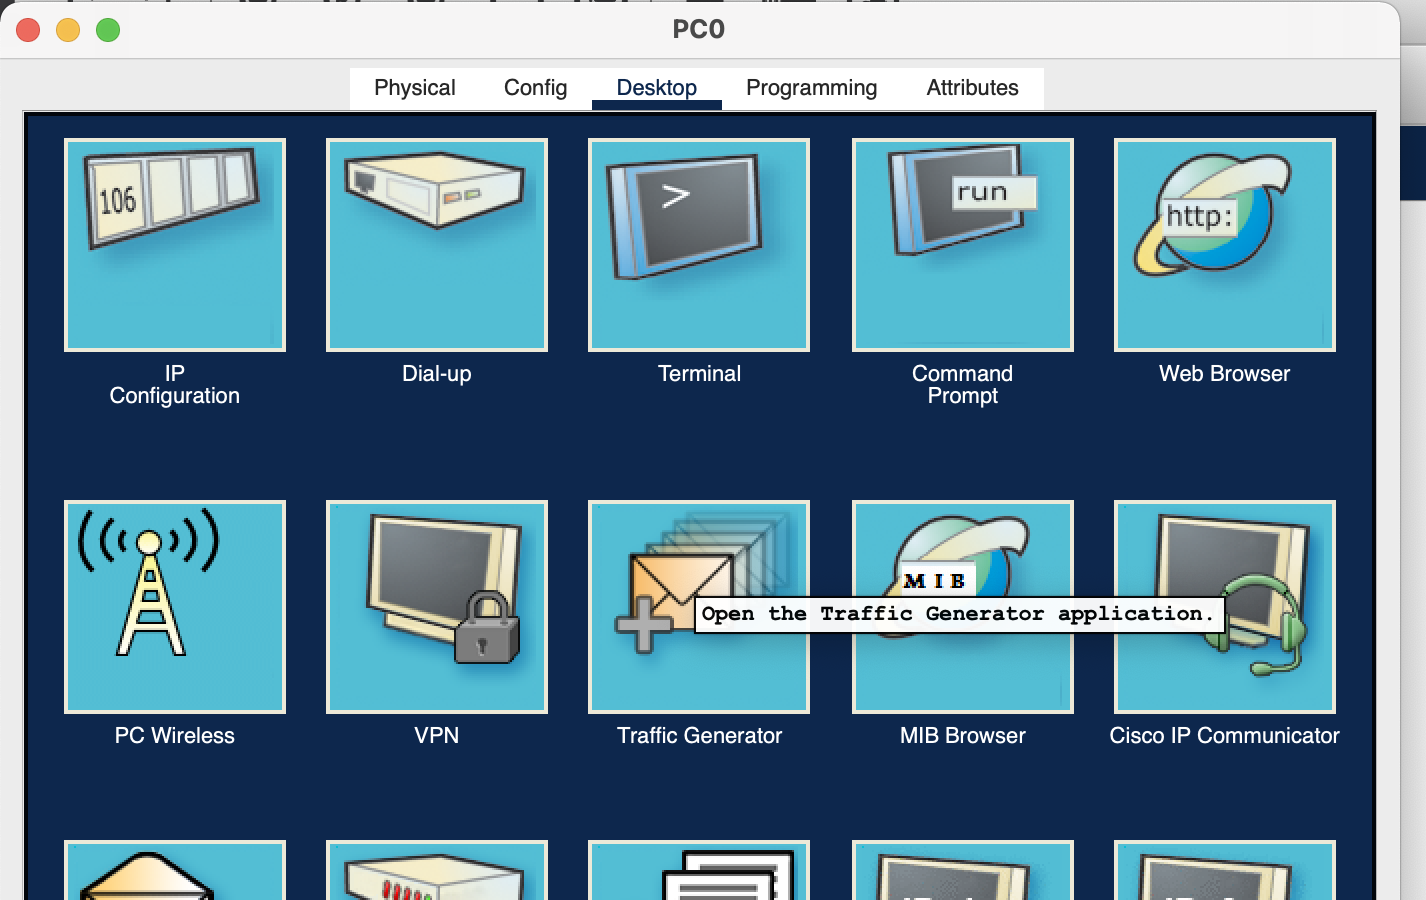 PC0
Physical
Config
Desktop
Programming
Attributes
106
>
run
http:
IP
Configuration
Dial-up
Terminal
Command
Prompt
Web Browser
MIB
Open the Traffic Generator application.
PC Wireless
VPN
Traffic Generator
MIB Browser
Cisco IP Communicator